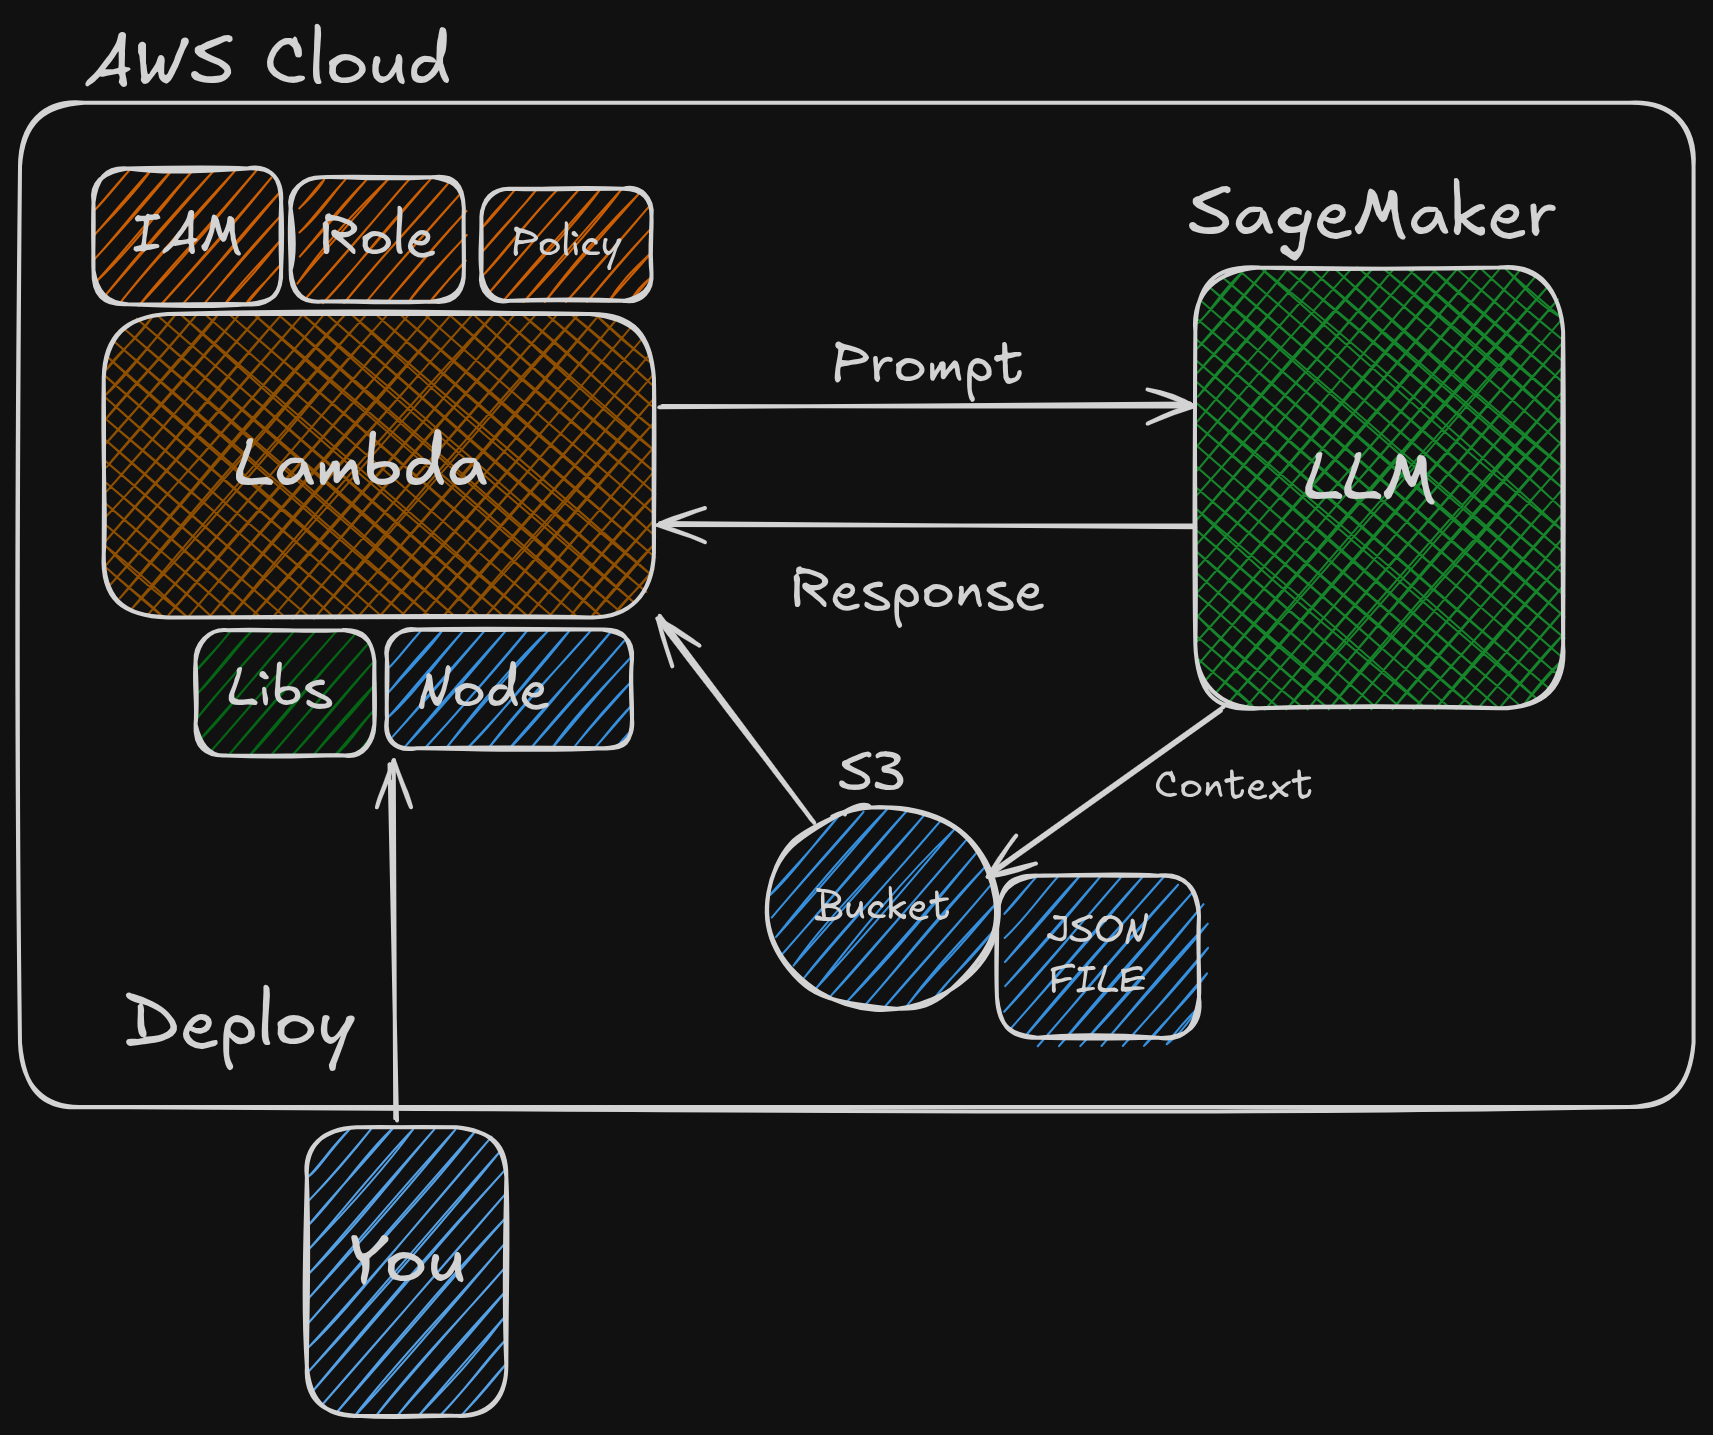 AWS Cloud
IAM
Role
Policy
SageMaker
Lambda
Prompt
LLM
Response
Libs
Node
S3
Context
Bucket
JSON
FILE
Deploy
You